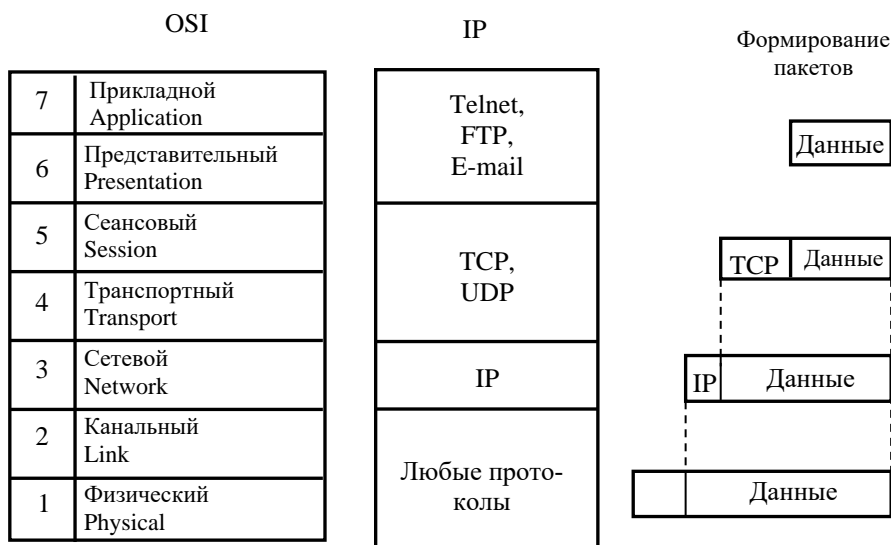 OSI
IP
Формирование
пакетов
7
Прикладной
Application
6
Представительный
Presentation
5
Сеансовый
Session
4
Транспортный
Transport
3
Сетевой
Network
2
Канальный
Link
1
Физический
Physical
Telnet,
FTP,
E-mail
TCP,
UDP
IP
Любые прото-
колы
Данные
TCP
Данные
IP
Данные
Данные